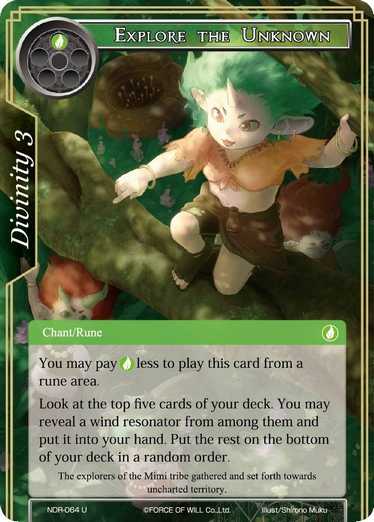 Explore the Unknown
Divinity 3
Chant/Rune
You may pay less to play this card from a
rune area.
Look at the top five cards of your deck. You may
reveal a wind resonator from among them and
put it into your hand. Put the rest on the bottom
of your deck in a random order.
The explorers of the Mimi tribe gathered and set forth towards
uncharted territory.
NDR-064 U ©FORCE OF WILL Co.,Ltd. Illust/Shirono Muku